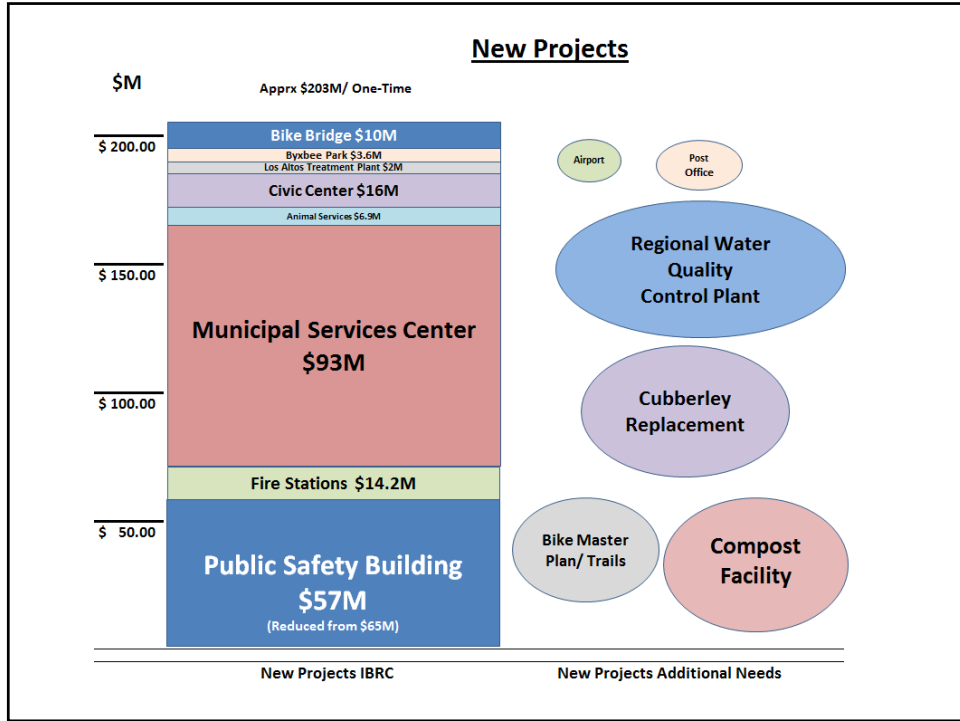 New Projects
$M
Apprx $203M/ One-Time
$ 200.00
$ 150.00
$ 100.00
$ 50.00
Bike Bridge $10M
Byxbee Park $3.6M
Los Altos Treatment Plant $2M
Civic Center $16M
Animal Services $6.9M
Municipal Services Center
$93M
Fire Stations $14.2M
Public Safety Building
$57M
(Reduced from $65M)
Airport
Post
Office
Regional Water
Quality
Control Plant
Cubberley
Replacement
Bike Master
Plan/ Trails
Compost
Facility
New Projects IBRC
New Projects Additional Needs